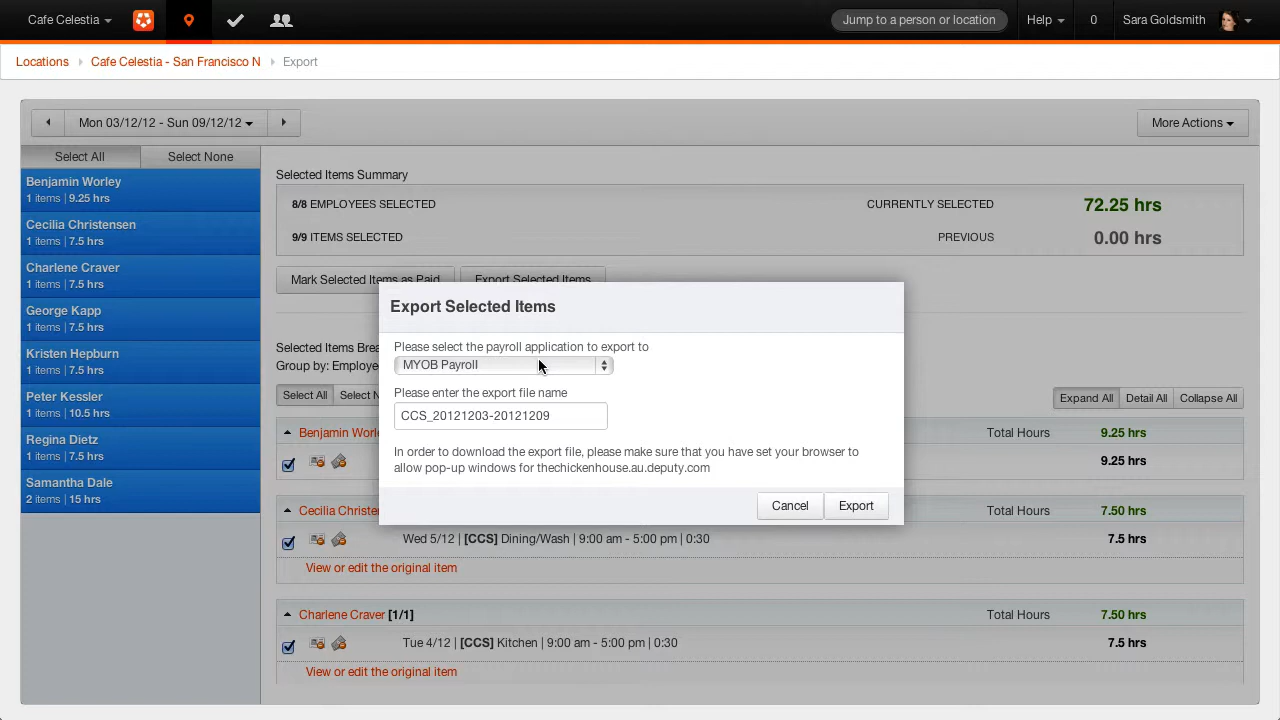 Cafe Celestia
Jump to a person or location
Help
0
Sara Goldsmith
Locations
Cafe Celestia - San Francisco N
Export
Mon 03/12/12 - Sun 09/12/12
More Actions
Select All
Select None
Benjamin Worley
1 items | 9.25 hrs
Cecilia Christensen
1 items | 7.5 hrs
Charlene Craver
1 items | 7.5 hrs
George Kapp
1 items | 7.5 hrs
Kristen Hepburn
1 items | 7.5 hrs
Peter Kessler
1 items | 10.5 hrs
Regina Dietz
1 items | 7.5 hrs
Samantha Dale
2 items | 15 hrs
Selected Items Summary
8/8 EMPLOYEES SELECTED
CURRENTLY SELECTED
72.25 hrs
9/9 ITEMS SELECTED
PREVIOUS
0.00 hrs
Mark Selected Items as Paid
Export Selected Items
Export Selected Items
Please select the payroll application to export to
MYOB Payroll
Please enter the export file name
CCS_20121203-20121209
In order to download the export file, please make sure that you have set your browser to
allow pop-up windows for thechickenhouse.au.deputy.com
Cancel
Export
Selected Items Brea
Group by: Employe
Select All
Select N
Expand All
Detail All
Collapse All
Benjamin Worle
Total Hours
9.25 hrs
9.25 hrs
Cecilia Christe
Total Hours
7.50 hrs
Wed 5/12 | [CCS] Dining/Wash | 9:00 am - 5:00 pm | 0:30
7.5 hrs
View or edit the original item
Charlene Craver [1/1]
Total Hours
7.50 hrs
Tue 4/12 | [CCS] Kitchen | 9:00 am - 5:00 pm | 0:30
7.5 hrs
View or edit the original item